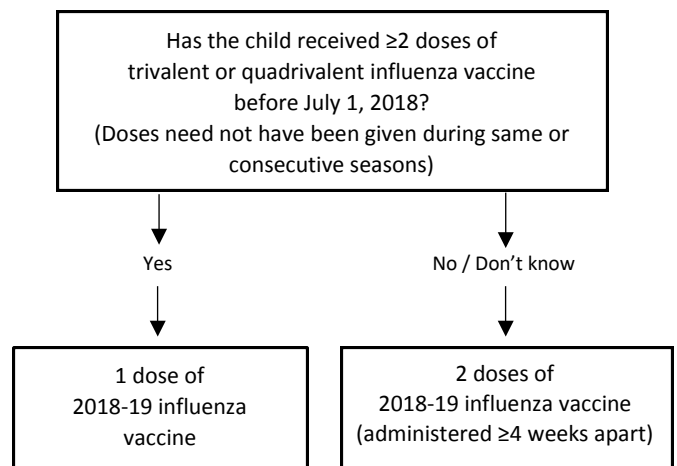 Has the child received ≥2 doses of
trivalent or quadrivalent influenza vaccine
before July 1, 2018?
(Doses need not have been given during same or
consecutive seasons)
Yes
No / Don’t know
1 dose of
2018-19 influenza
vaccine
2 doses of
2018-19 influenza vaccine
(administered ≥4 weeks apart)